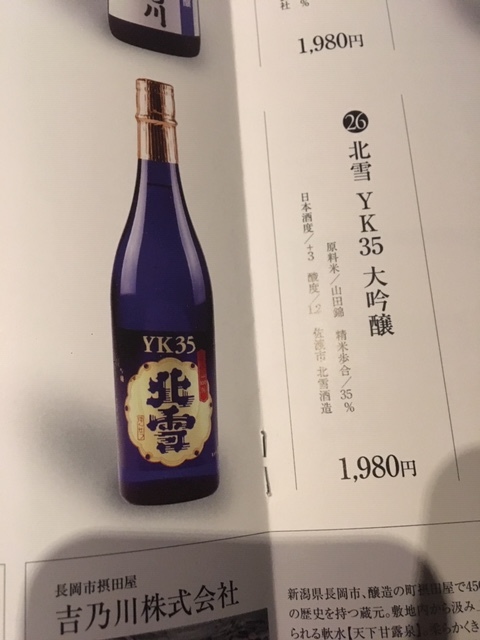 川
社
%
1,980円
26
北雪 YK35 大吟醸
原料米/山田錦 精米歩合/35%
日本酒度/+3 酸度/1.2 佐渡市 北雪酒造
YK35
北雪
1,980円
長岡市摂田屋
吉乃川株式会社
新潟県長岡市、醸造の町摂田屋で450
の歴史を持つ蔵元。敷地内から汲み上
られる軟水【天下甘露泉】